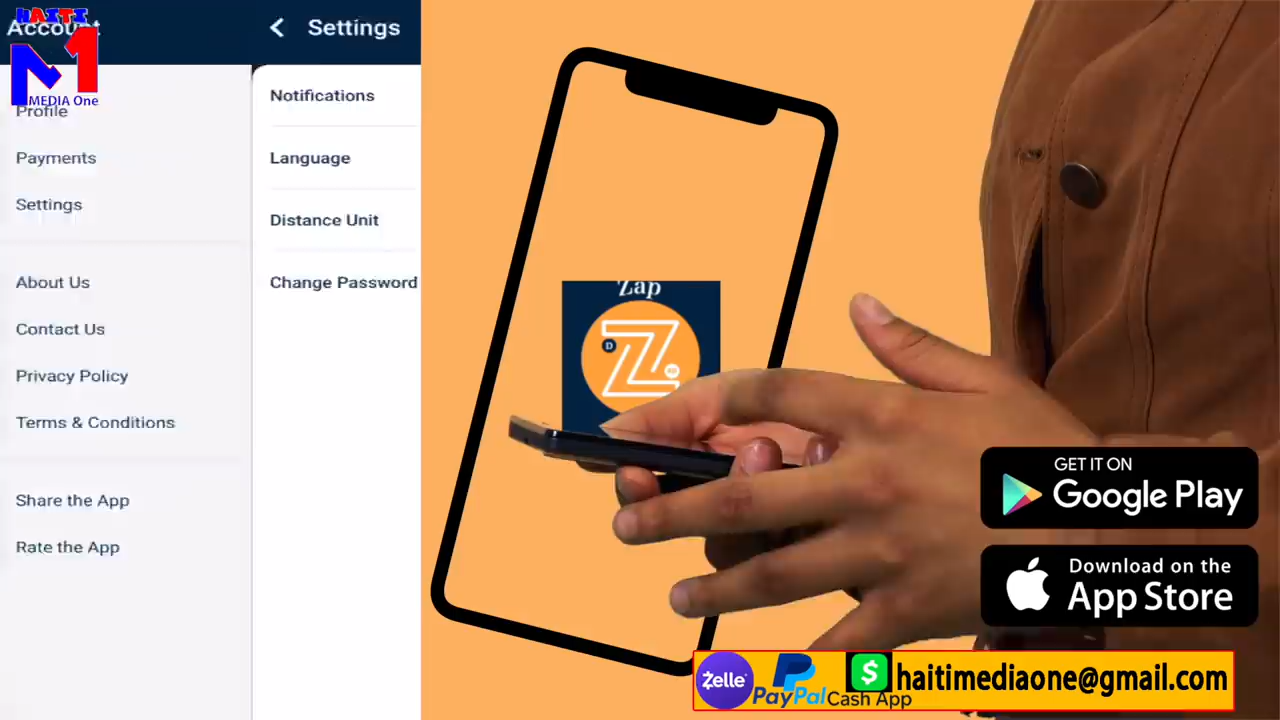 HAITI
M1
MEDIA One
Account
Profile
Payments
Settings
About Us
Contact Us
Privacy Policy
Terms & Conditions
Share the App
Rate the App
Settings
Notifications
Language
Distance Unit
Change Password
Zap
D
Z
GET IT ON
Google Play
Download on the
App Store
Zelle
PayPal
$
Cash App
haitimediaone@gmail.com